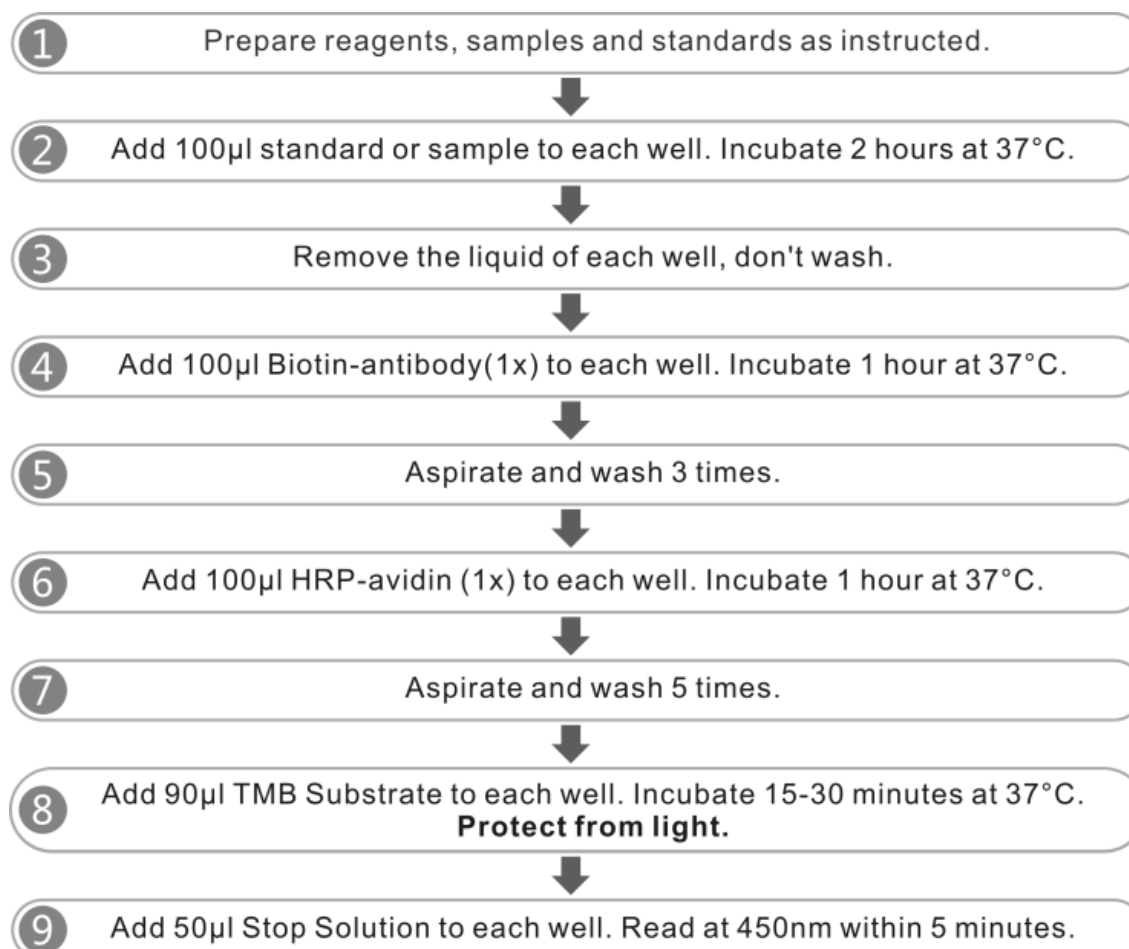 1 Prepare reagents, samples and standards as instructed.
2 Add 100μl standard or sample to each well. Incubate 2 hours at 37°C.
3 Remove the liquid of each well, don't wash.
4 Add 100μl Biotin-antibody(1x) to each well. Incubate 1 hour at 37°C.
5 Aspirate and wash 3 times.
6 Add 100μl HRP-avidin (1x) to each well. Incubate 1 hour at 37°C.
7 Aspirate and wash 5 times.
8 Add 90μl TMB Substrate to each well. Incubate 15-30 minutes at 37°C.
Protect from light.
9 Add 50μl Stop Solution to each well. Read at 450nm within 5 minutes.